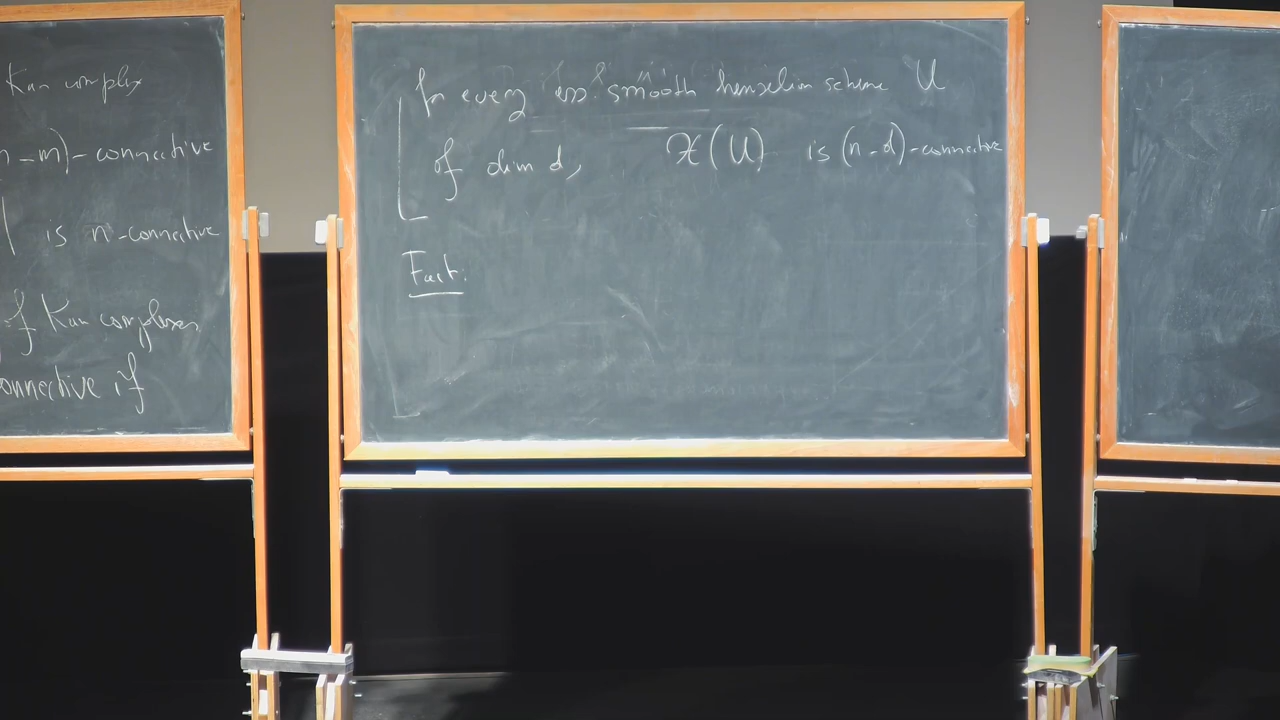 Kan complex
n-m)-connective
is n-connective
of Kan complexes
onnective if
for every ess. smooth henselian scheme U
of dim d, X(U) is (n-d)-connective
Fact: